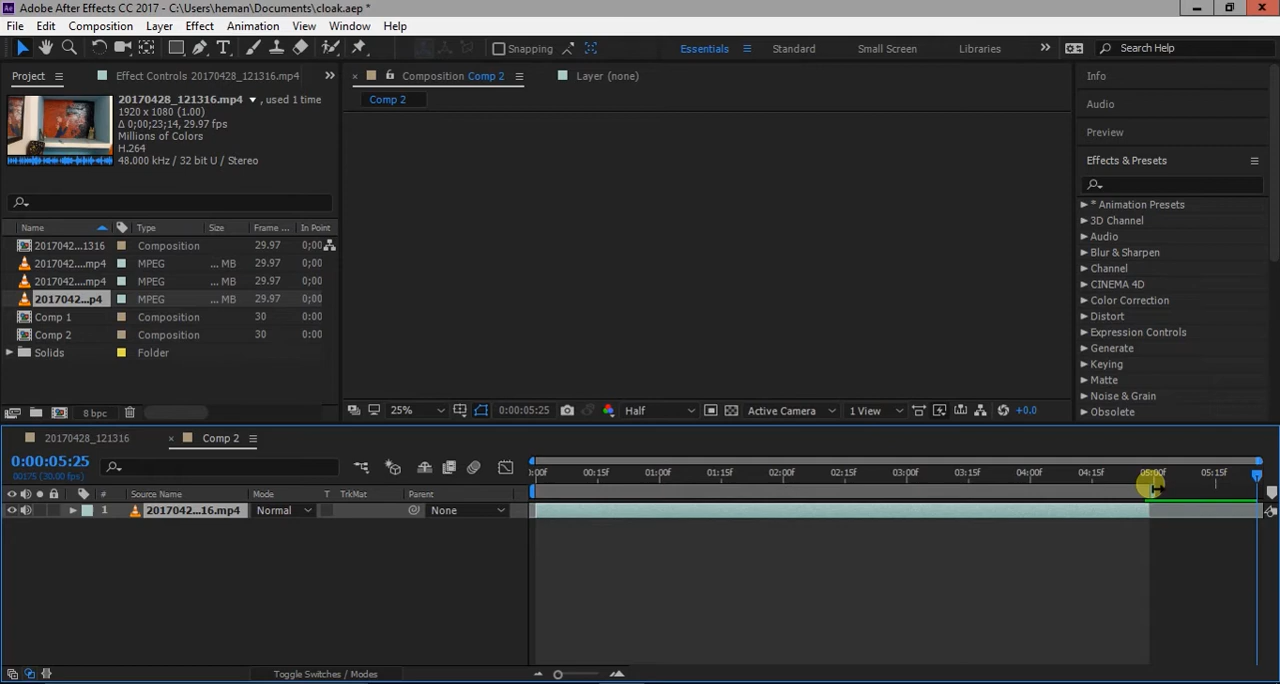 Ae Adobe After Effects CC 2017 - C:\Users\heman\Documents\cloak.aep *
File Edit Composition Layer Effect Animation View Window Help
T Snapping Essentials Standard Small Screen Libraries Search Help
Project Effect Controls 20170428_121316.mp4
20170428_121316.mp4 , used 1 time
1920 x 1080 (1.00)
Δ 0;00;23;14, 29.97 fps
Millions of Colors
H.264
48.000 kHz / 32 bit U / Stereo
Name Type Size Frame ... In Point
2017042...1316 Composition 29.97 0;00
2017042....mp4 MPEG ... MB 29.97 0;00
2017042....mp4 MPEG ... MB 29.97 0;00
2017042...p4 MPEG ... MB 29.97 0;00
Comp 1 Composition 30 0:00
Comp 2 Composition 30 0:00
Solids Folder
8 bpc
Composition Comp 2 Layer (none)
Comp 2
25% 0:00:05:25 Half Active Camera 1 View +0.0
Info
Audio
Preview
Effects & Presets
* Animation Presets
3D Channel
Audio
Blur & Sharpen
Channel
CINEMA 4D
Color Correction
Distort
Expression Controls
Generate
Keying
Matte
Noise & Grain
Obsolete
20170428_121316 Comp 2
0:00:05:25
00175 (30.00 fps)
:00f 00:15f 01:00f 01:15f 02:00f 02:15f 03:00f 03:15f 04:00f 04:15f 05:00f 05:15f
# Source Name Mode T TrkMat Parent
1 2017042...16.mp4 Normal None
Toggle Switches / Modes